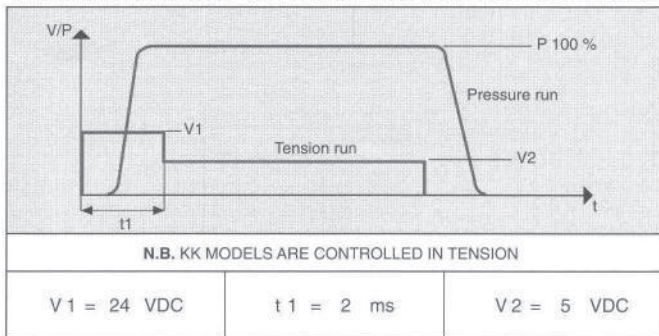 V/P
P 100 %
Pressure run
V1
Tension run
V2
t1
t
N.B. KK MODELS ARE CONTROLLED IN TENSION
V 1 = 24 VDC
t 1 = 2 ms
V 2 = 5 VDC